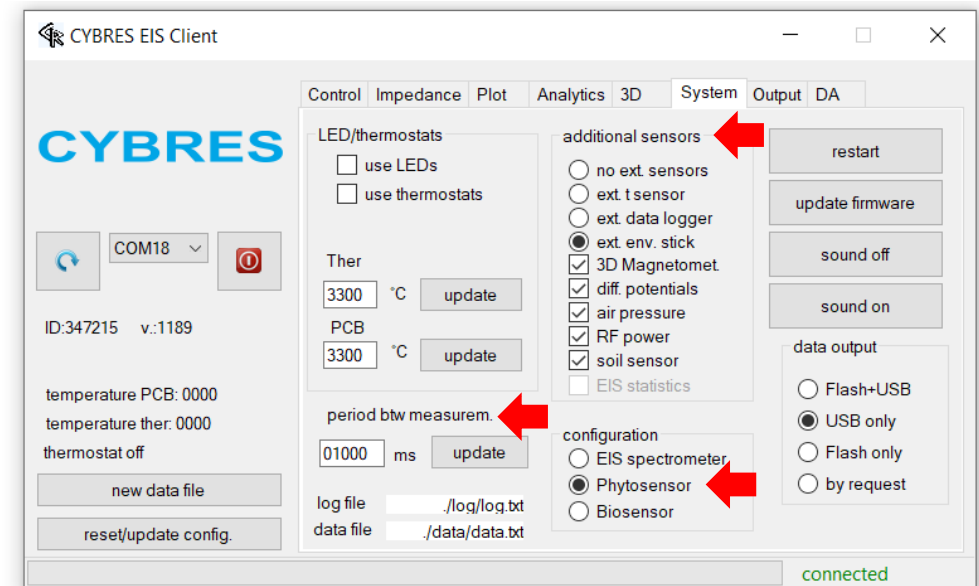 CYBRES EIS Client
Control Impedance Plot Analytics 3D System Output DA
CYBRES
COM18
ID:347215 v.:1189
temperature PCB: 0000
temperature ther: 0000
thermostat off
new data file
reset/update config.
LED/thermostats
use LEDs
use thermostats
Ther
3300 °C update
PCB
3300 °C update
period btw measurem.
01000 ms update
log file ./log/log.txt
data file ./data/data.txt
additional sensors
no ext. sensors
ext. t sensor
ext. data logger
ext. env. stick
3D Magnetomet.
diff. potentials
air pressure
RF power
soil sensor
EIS statistics
configuration
EIS spectrometer
Phytosensor
Biosensor
restart
update firmware
sound off
sound on
data output
Flash+USB
USB only
Flash only
by request
connected